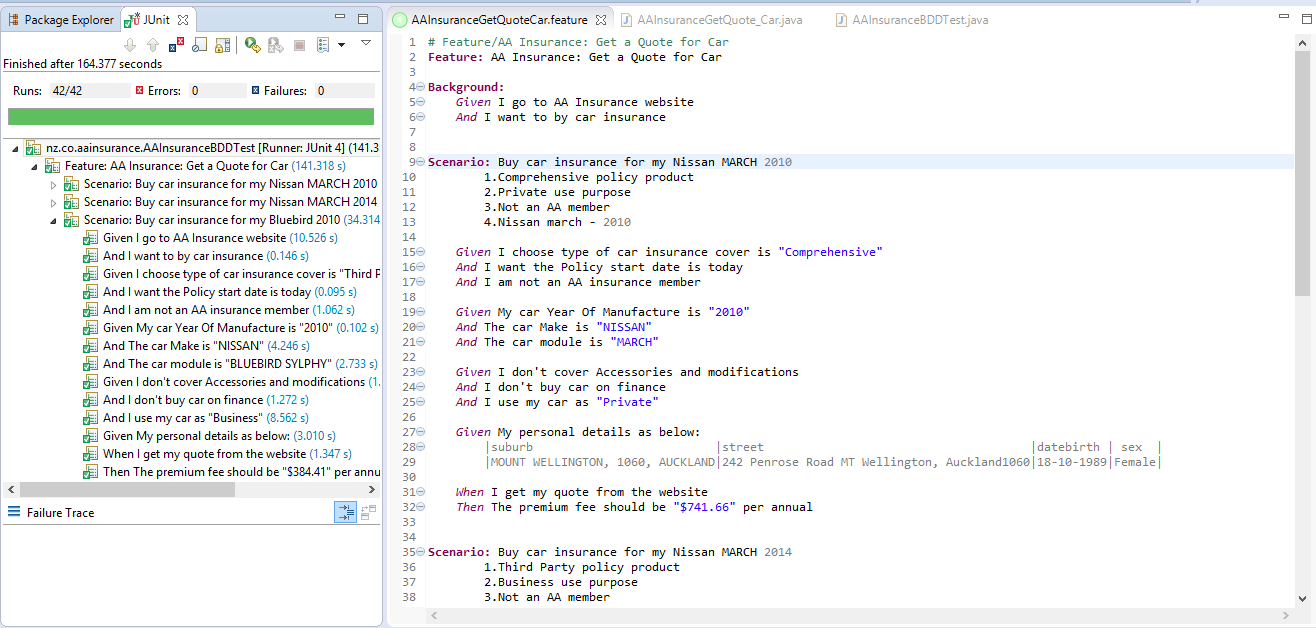 Package Explorer
JUnit
Finished after 164.377 seconds
Runs: 42/42
Errors: 0
Failures: 0
nz.co.aainsurance.AAInsuranceBDDTest [Runner: JUnit 4] (141.3
Feature: AA Insurance: Get a Quote for Car (141.318 s)
Scenario: Buy car insurance for my Nissan MARCH 2010
Scenario: Buy car insurance for my Nissan MARCH 2014
Scenario: Buy car insurance for my Bluebird 2010 (34.314
Given I go to AA Insurance website (10.526 s)
And I want to by car insurance (0.146 s)
Given I choose type of car insurance cover is "Third P
And I want the Policy start date is today (0.095 s)
And I am not an AA insurance member (1.062 s)
Given My car Year Of Manufacture is "2010" (0.102 s)
And The car Make is "NISSAN" (4.246 s)
And The car module is "BLUEBIRD SYLPHY" (2.733 s)
Given I don't cover Accessories and modifications (1.
And I don't buy car on finance (1.272 s)
And I use my car as "Business" (8.562 s)
Given My personal details as below: (3.010 s)
When I get my quote from the website (1.347 s)
Then The premium fee should be "$384.41" per annu
Failure Trace
AAInsuranceGetQuoteCar.feature
AAInsuranceGetQuote_Car.java
AAInsuranceBDDTest.java
1 # Feature/AA Insurance: Get a Quote for Car
2 Feature: AA Insurance: Get a Quote for Car
3
4 Background:
5 Given I go to AA Insurance website
6 And I want to by car insurance
7
8
9 Scenario: Buy car insurance for my Nissan MARCH 2010
10 1.Comprehensive policy product
11 2.Private use purpose
12 3.Not an AA member
13 4.Nissan march - 2010
14
15 Given I choose type of car insurance cover is "Comprehensive"
16 And I want the Policy start date is today
17 And I am not an AA insurance member
18
19 Given My car Year Of Manufacture is "2010"
20 And The car Make is "NISSAN"
21 And The car module is "MARCH"
22
23 Given I don't cover Accessories and modifications
24 And I don't buy car on finance
25 And I use my car as "Private"
26
27 Given My personal details as below:
28 |suburb |street |datebirth | sex |
29 |MOUNT WELLINGTON, 1060, AUCKLAND|242 Penrose Road MT Wellington, Auckland1060|18-10-1989|Female|
30
31 When I get my quote from the website
32 Then The premium fee should be "$741.66" per annual
33
34
35 Scenario: Buy car insurance for my Nissan MARCH 2014
36 1.Third Party policy product
37 2.Business use purpose
38 3.Not an AA member